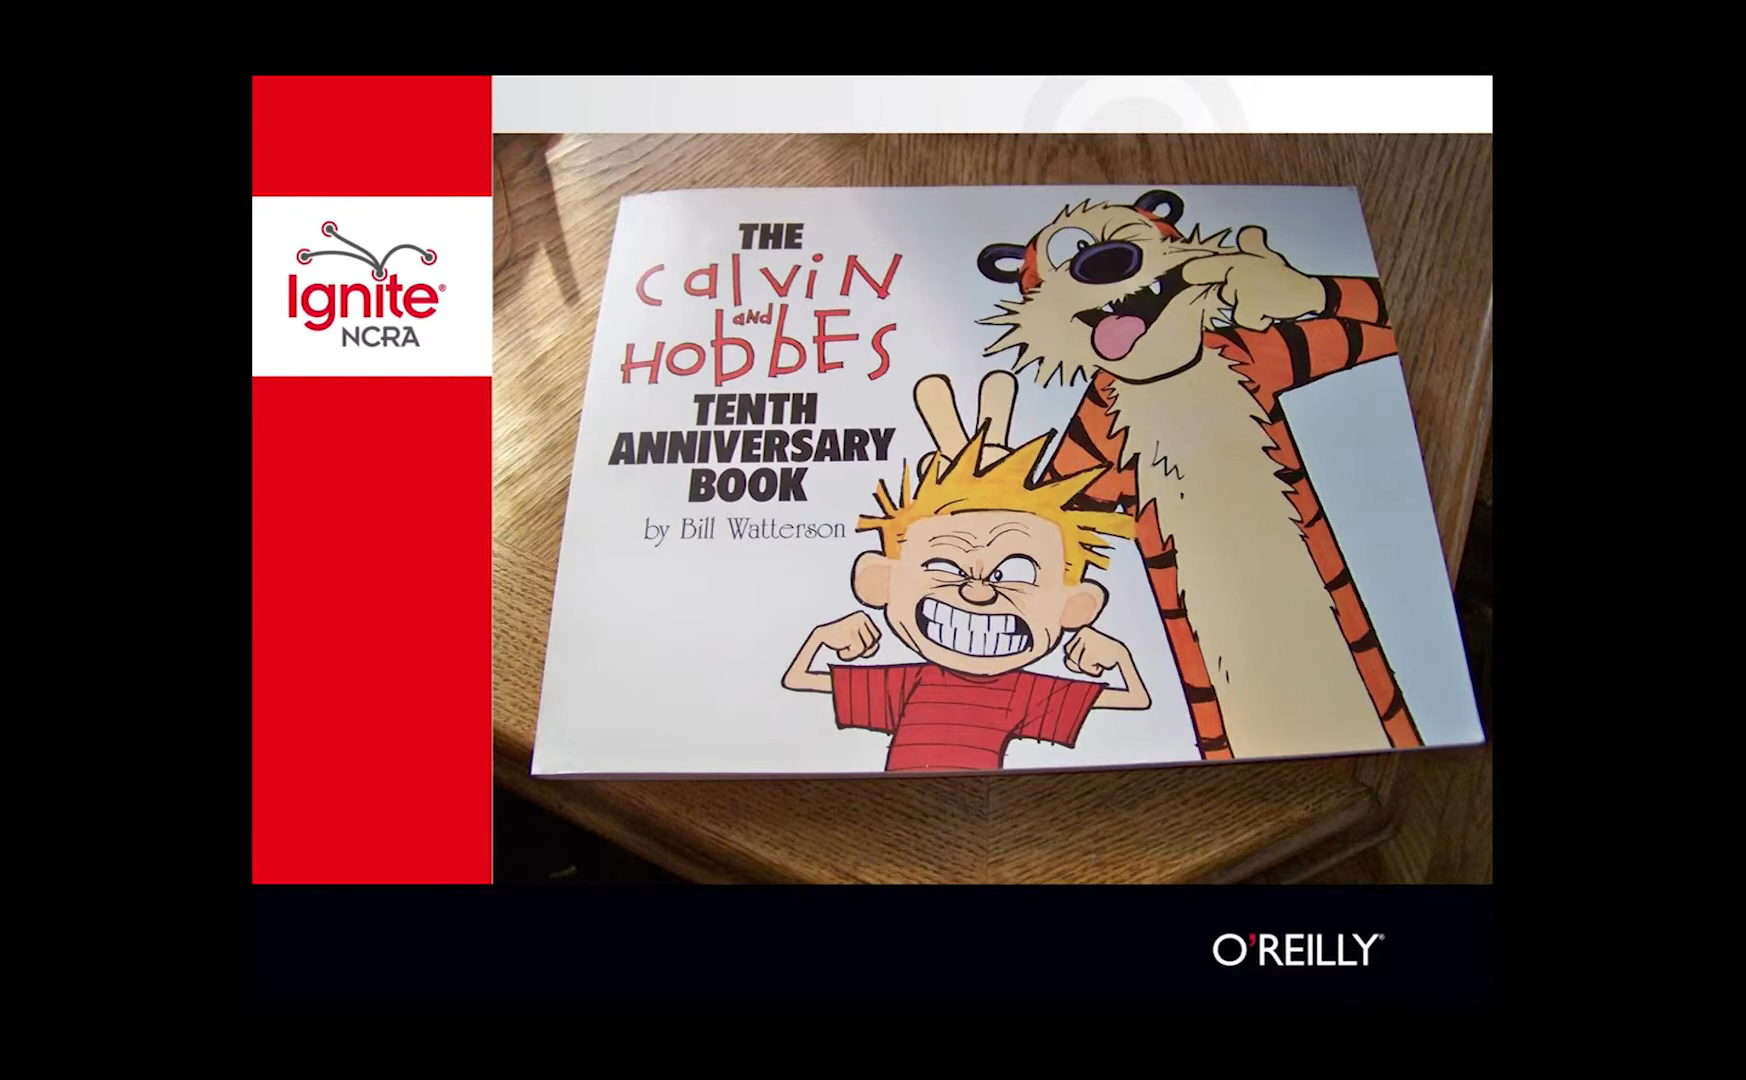 Ignite®
NCRA
THE
Calvin
and
Hobbes
TENTH
ANNIVERSARY
BOOK
by Bill Watterson
O'REILLY®